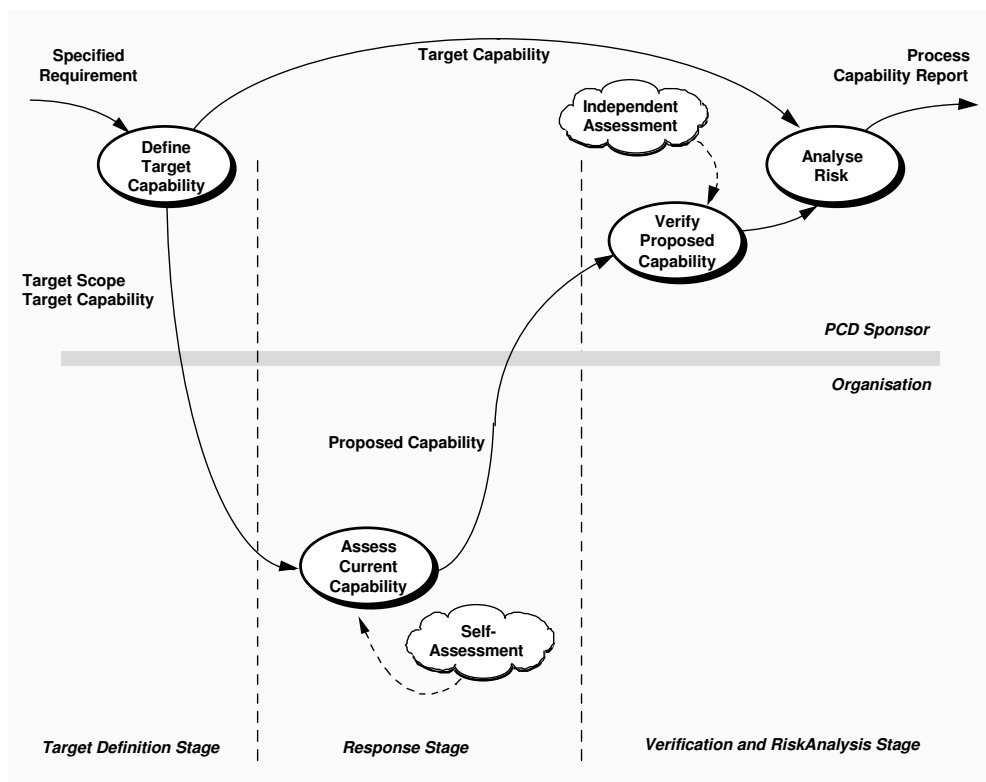 Specified
Requirement
Target Capability
Process
Capability Report
Independent
Assessment
Define
Target
Capability
Analyse
Risk
Verify
Proposed
Capability
Target Scope
Target Capability
PCD Sponsor
Organisation
Proposed Capability
Assess
Current
Capability
Self-
Assessment
Target Definition Stage
Response Stage
Verification and RiskAnalysis Stage